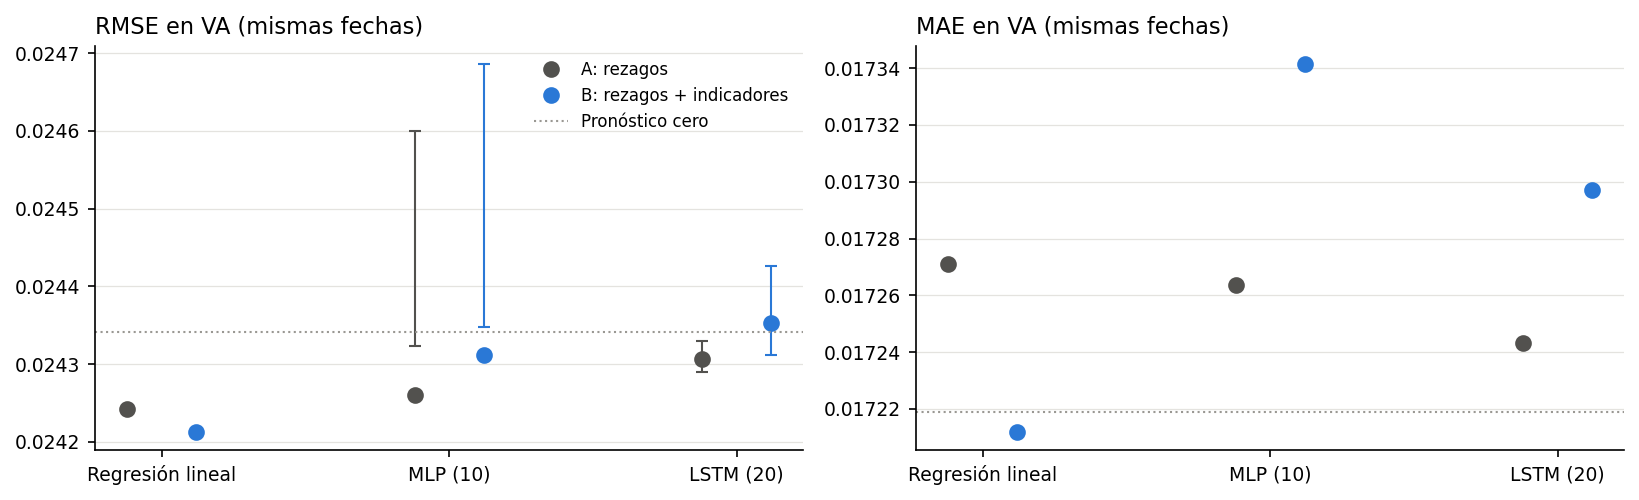 RMSE en VA (mismas fechas)
0.0247
0.0246
0.0245
0.0244
0.0243
0.0242
A: rezagos
B: rezagos + indicadores
Pronóstico cero
Regresión lineal
MLP (10)
LSTM (20)
MAE en VA (mismas fechas)
0.01734
0.01732
0.01730
0.01728
0.01726
0.01724
0.01722
Regresión lineal
MLP (10)
LSTM (20)